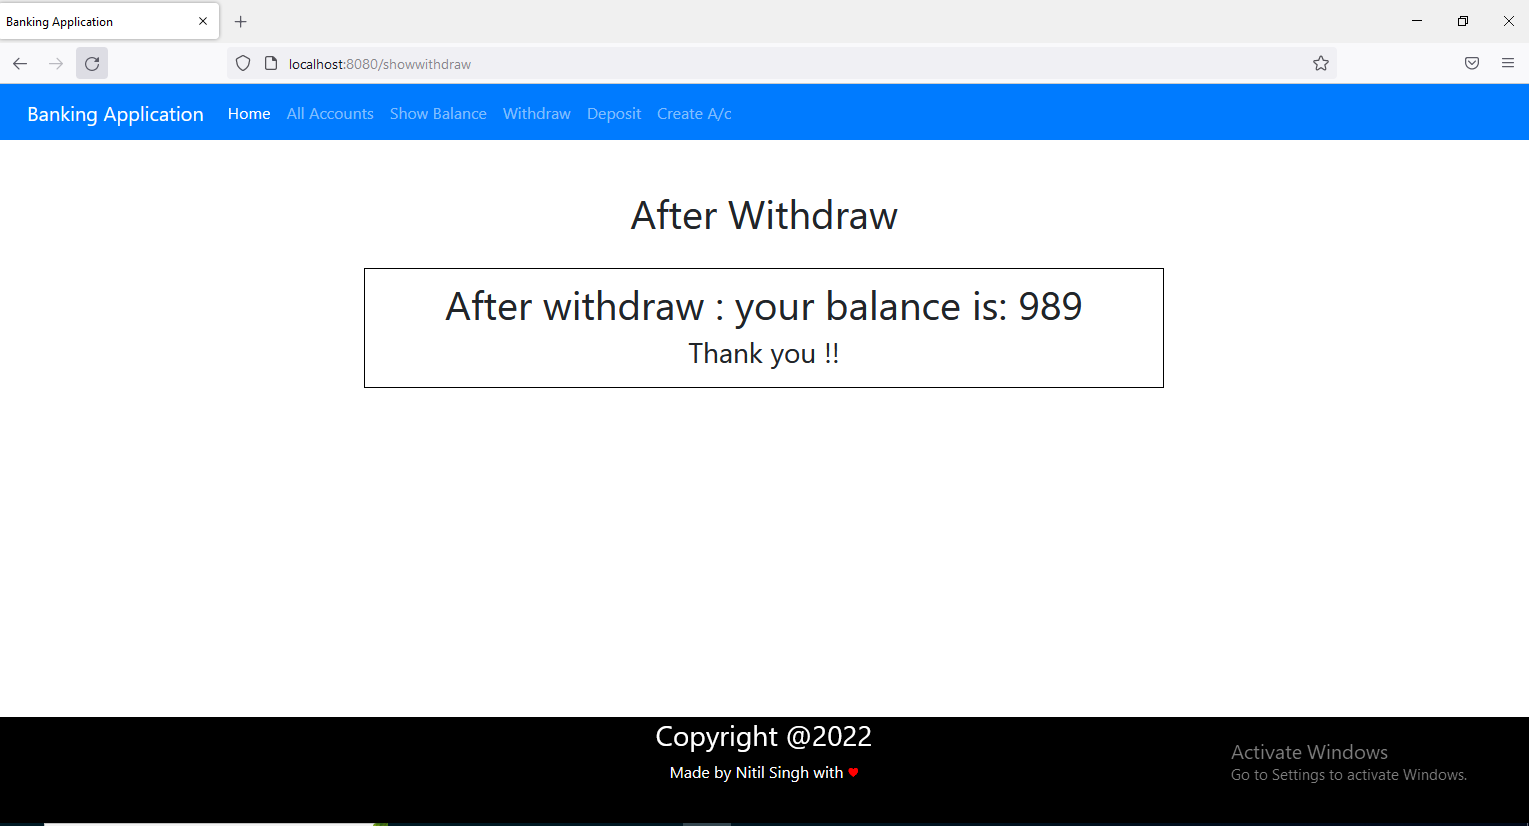 Banking Application
localhost:8080/showwithdraw
Banking Application Home All Accounts Show Balance Withdraw Deposit Create A/c
After Withdraw
After withdraw : your balance is: 989
Thank you !!
Copyright @2022
Made by Nitil Singh with
Activate Windows
Go to Settings to activate Windows.